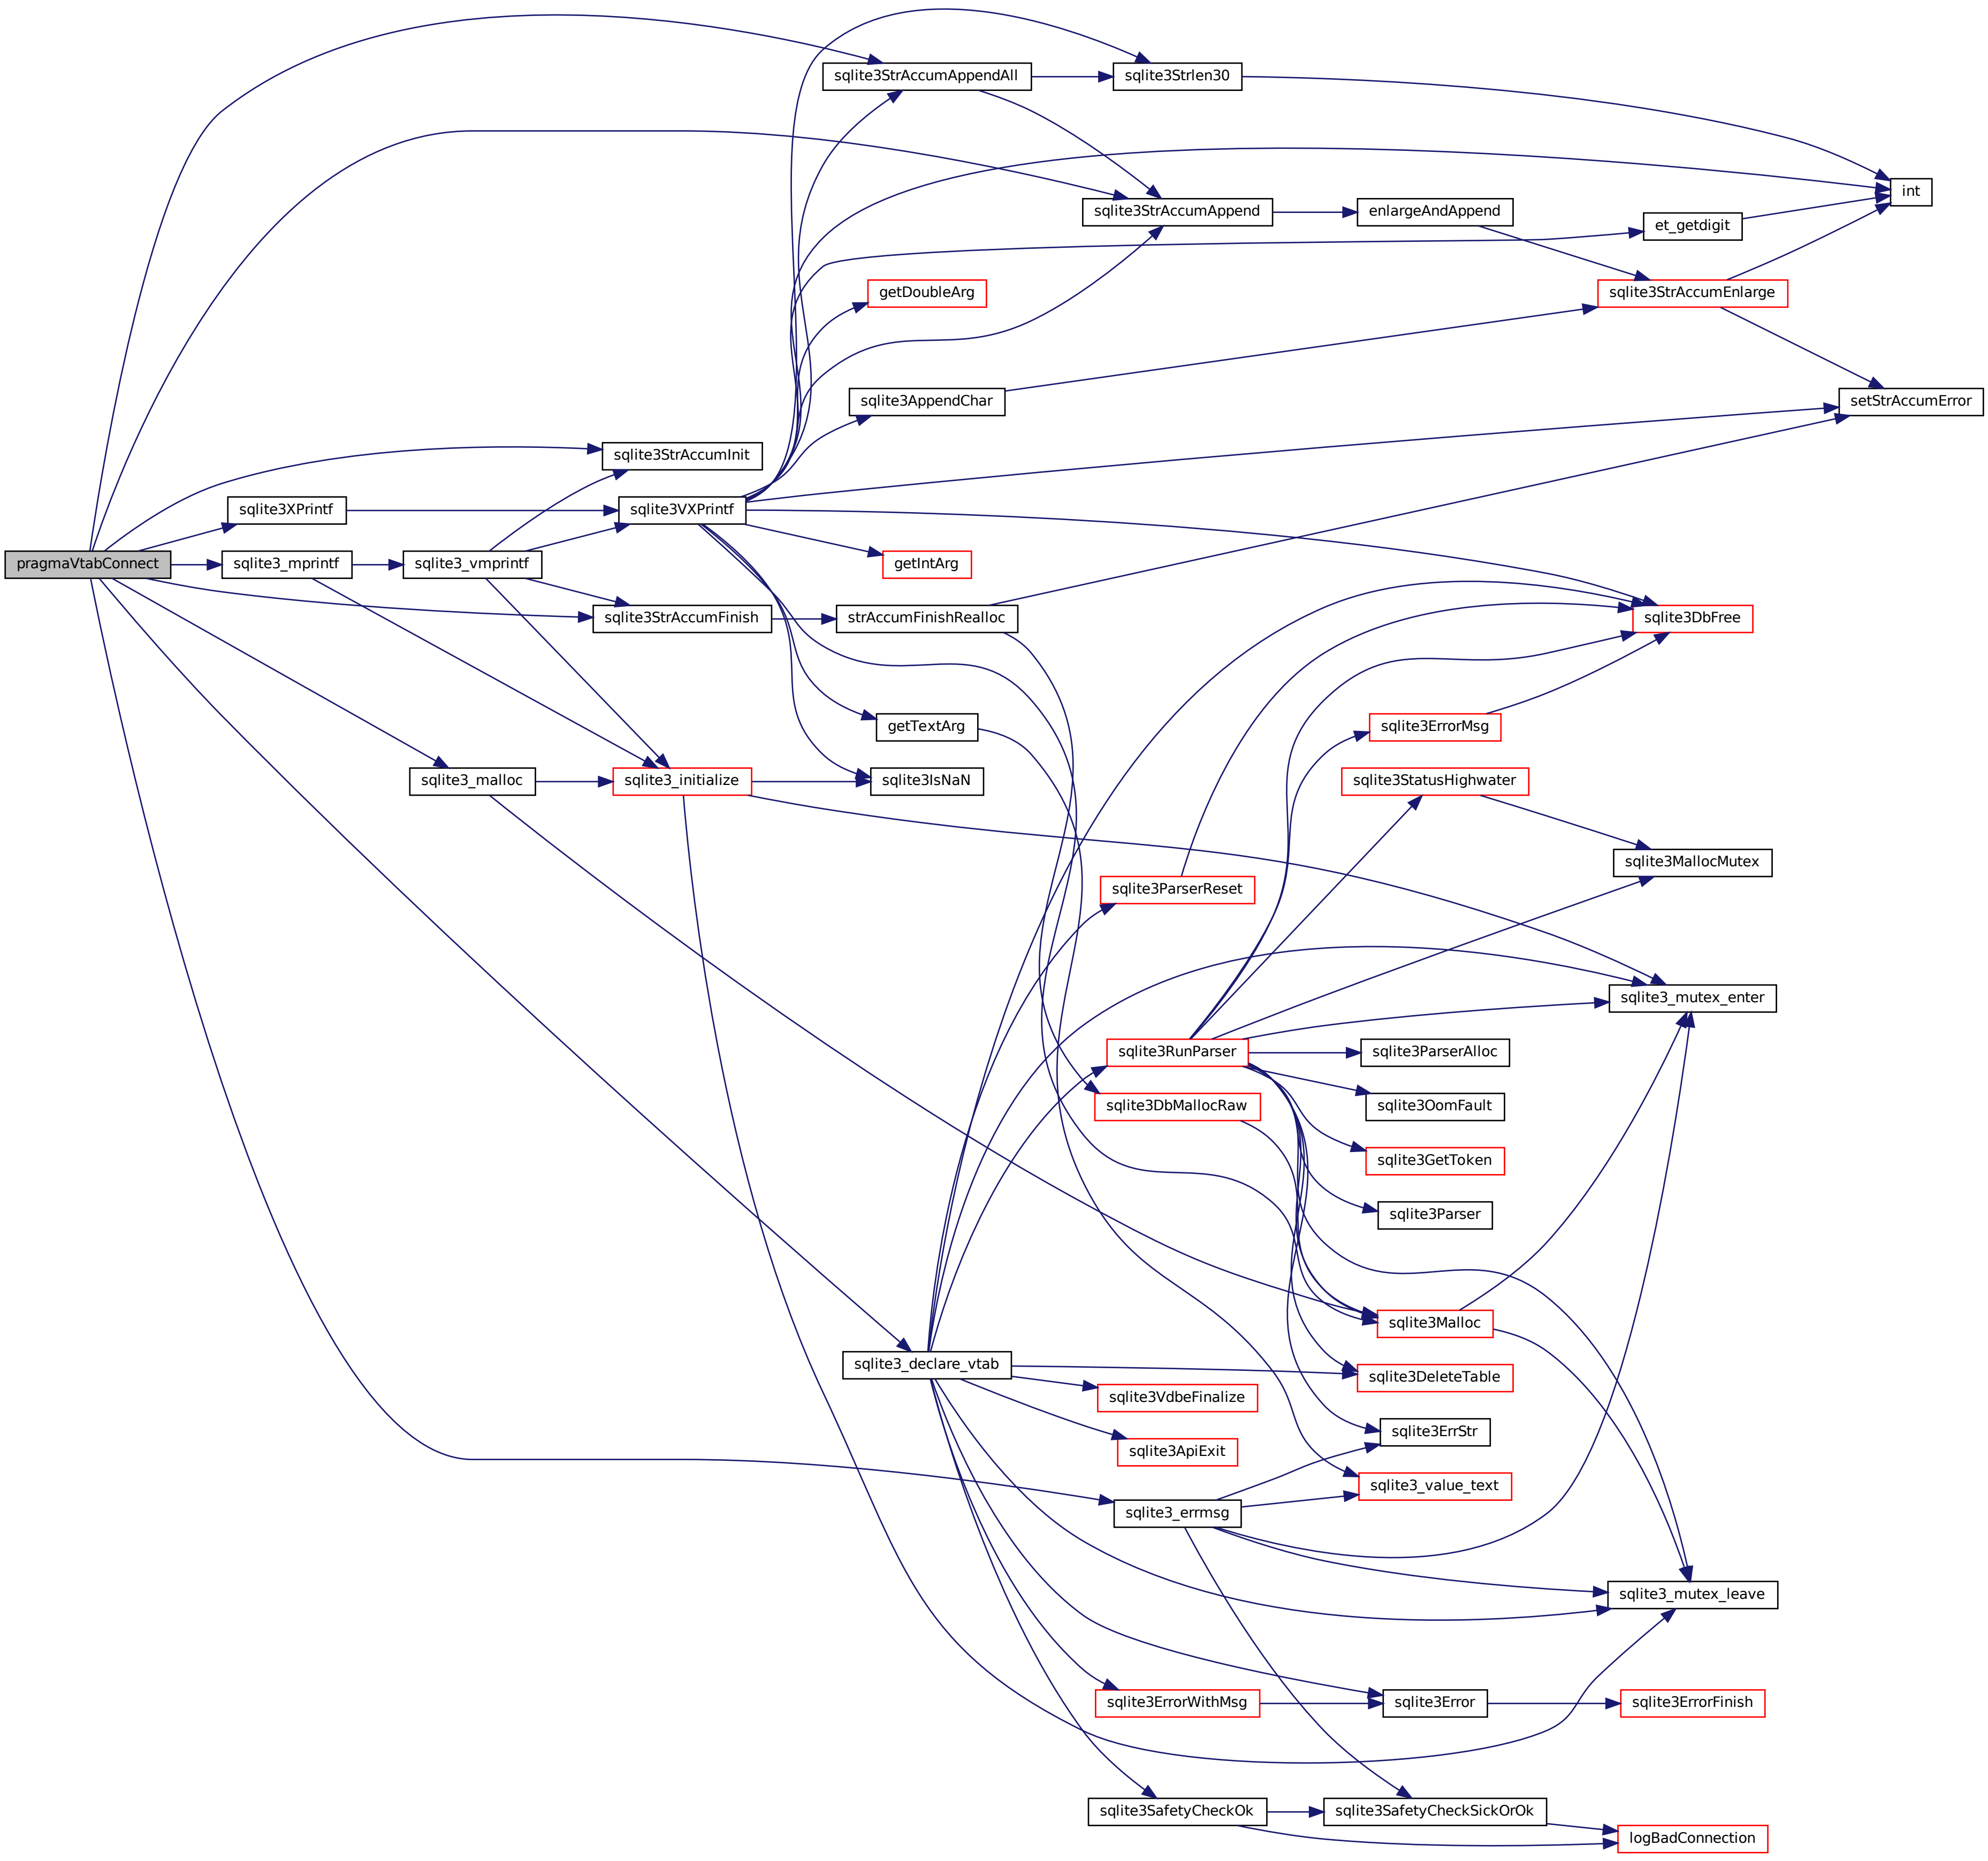 sqlite3StrAccumAppendAll
sqlite3Strlen30
int
sqlite3StrAccumAppend
enlargeAndAppend
et_getdigit
getDoubleArg
sqlite3StrAccumEnlarge
sqlite3AppendChar
setStrAccumError
sqlite3StrAccumInit
sqlite3XPrintf
sqlite3VXPrintf
pragmaVtabConnect
sqlite3_mprintf
sqlite3_vmprintf
getIntArg
sqlite3StrAccumFinish
strAccumFinishRealloc
sqlite3DbFree
getTextArg
sqlite3ErrorMsg
sqlite3_malloc
sqlite3_initialize
sqlite3IsNaN
sqlite3StatusHighwater
sqlite3MallocMutex
sqlite3ParserReset
sqlite3_mutex_enter
sqlite3RunParser
sqlite3ParserAlloc
sqlite3DbMallocRaw
sqlite3OomFault
sqlite3GetToken
sqlite3Parser
sqlite3Malloc
sqlite3_declare_vtab
sqlite3DeleteTable
sqlite3VdbeFinalize
sqlite3ErrStr
sqlite3ApiExit
sqlite3_value_text
sqlite3_errmsg
sqlite3_mutex_leave
sqlite3ErrorWithMsg
sqlite3Error
sqlite3ErrorFinish
sqlite3SafetyCheckOk
sqlite3SafetyCheckSickOrOk
logBadConnection